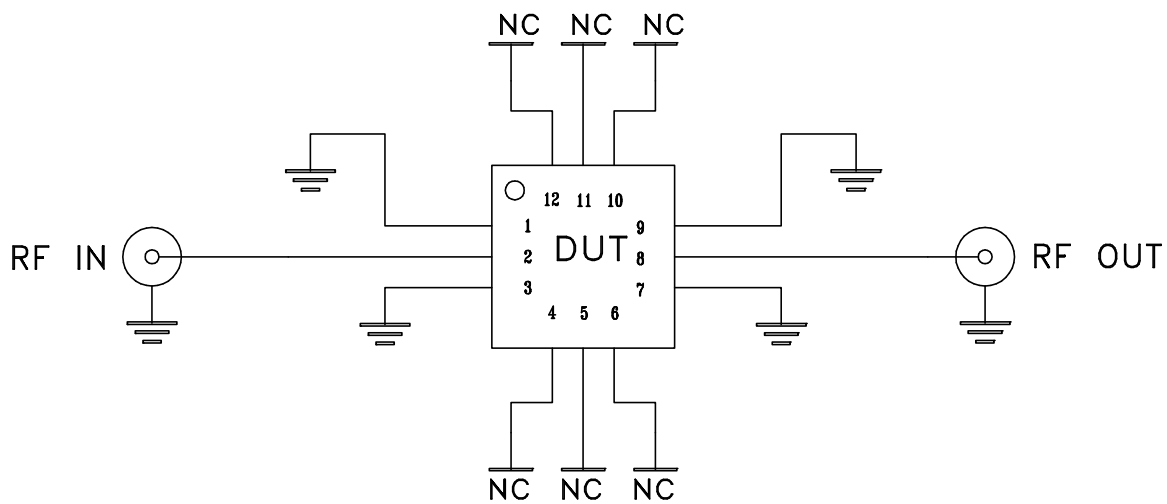 NC NC NC
12 11 10
1 9
RF IN 2 DUT 8 RF OUT
3 7
4 5 6
NC NC NC